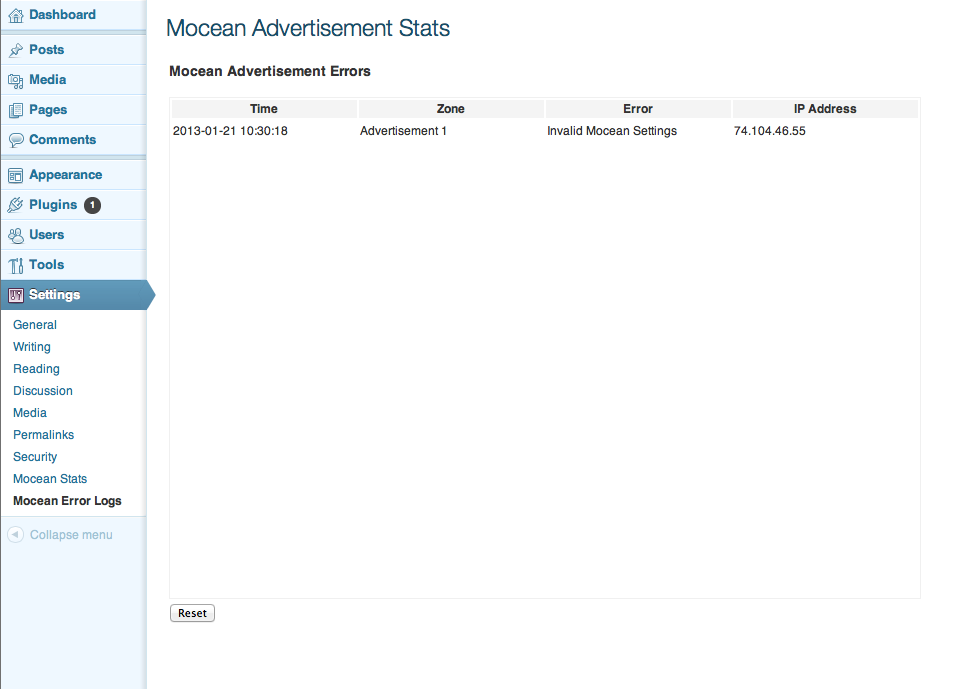 Dashboard
Posts
Media
Pages
Comments
Appearance
Plugins 1
Users
Tools
Settings
General
Writing
Reading
Discussion
Media
Permalinks
Security
Mocean Stats
Mocean Error Logs
Collapse menu
Mocean Advertisement Stats
Mocean Advertisement Errors
Time Zone Error IP Address
2013-01-21 10:30:18 Advertisement 1 Invalid Mocean Settings 74.104.46.55
Reset